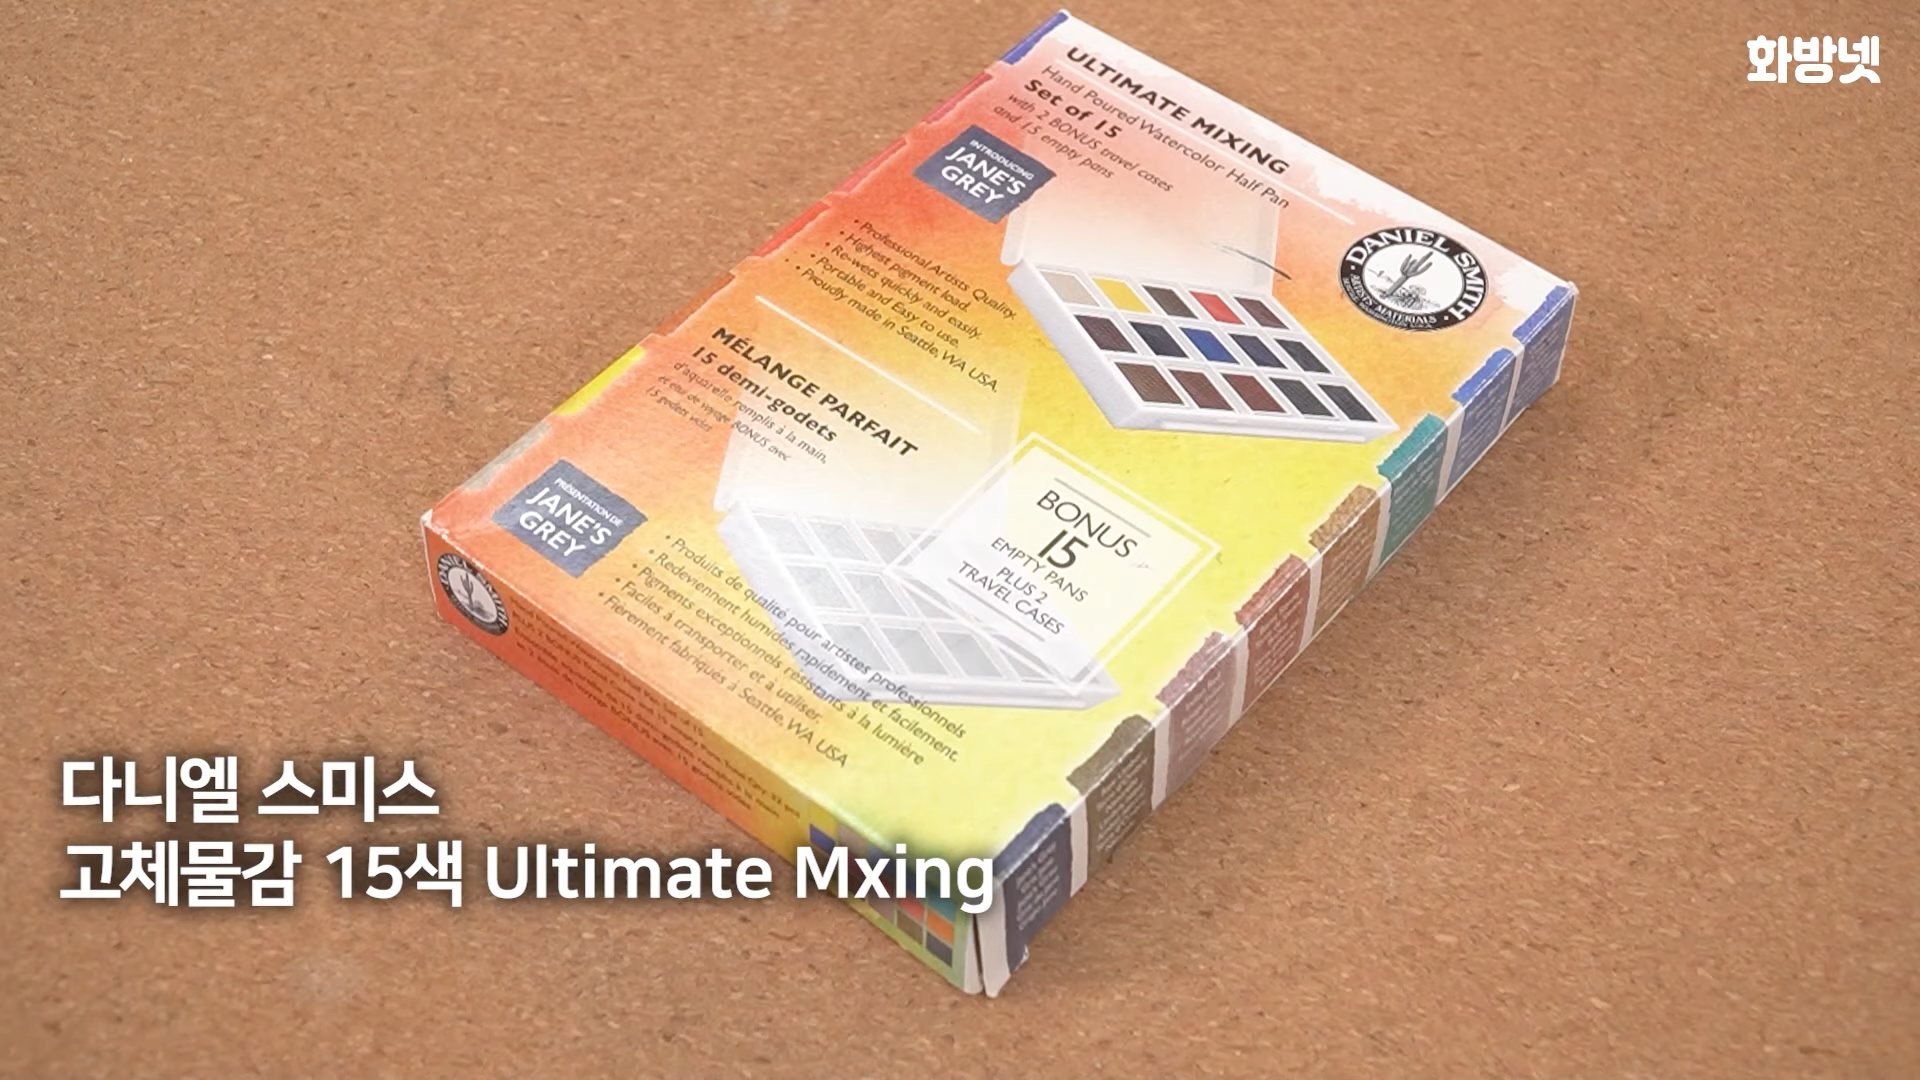 화방넷
ULTIMATE MIXING
Hand Poured Watercolor Half Pan
Set of 15
with 2 BONUS travel cases
and 15 empty pans
INTRODUCING
JANE'S
GREY
• Professional Artists Quality.
• Highest pigment load.
• Re-wets quickly and easily.
• Portable and Easy to use.
• Proudly made in Seattle, WA USA.
DANIEL SMITH
ARTISTS' MATERIALS
MÉLANGE PARFAIT
15 demi-godets
d'aquarelle remplis à la main,
et étui de voyage BONUS avec
15 godets vides
PRÉSENTATION DE
JANE'S
GREY
• Produits de qualité pour artistes professionnels
• Redeviennent humides rapidement et facilement.
• Pigments exceptionnels résistants à la lumière
• Faciles à transporter et à utiliser.
• Fièrement fabriqués à Seattle, WA USA
BONUS
15
EMPTY PANS
PLUS 2
TRAVEL CASES
DANIEL SMITH
다니엘 스미스
고체물감 15색 Ultimate Mxing